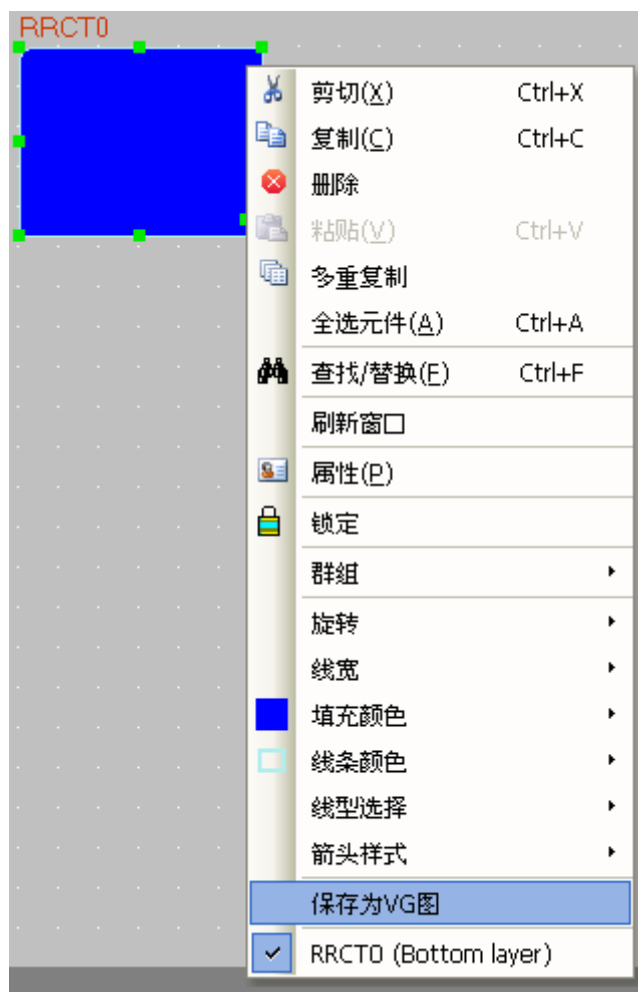 RRCT0
剪切(X) Ctrl+X
复制(C) Ctrl+C
删除
粘贴(V) Ctrl+V
多重复制
全选元件(A) Ctrl+A
查找/替换(F) Ctrl+F
刷新窗口
属性(P)
锁定
群组
旋转
线宽
填充颜色
线条颜色
线型选择
箭头样式
保存为VG图
RRCT0 (Bottom layer)